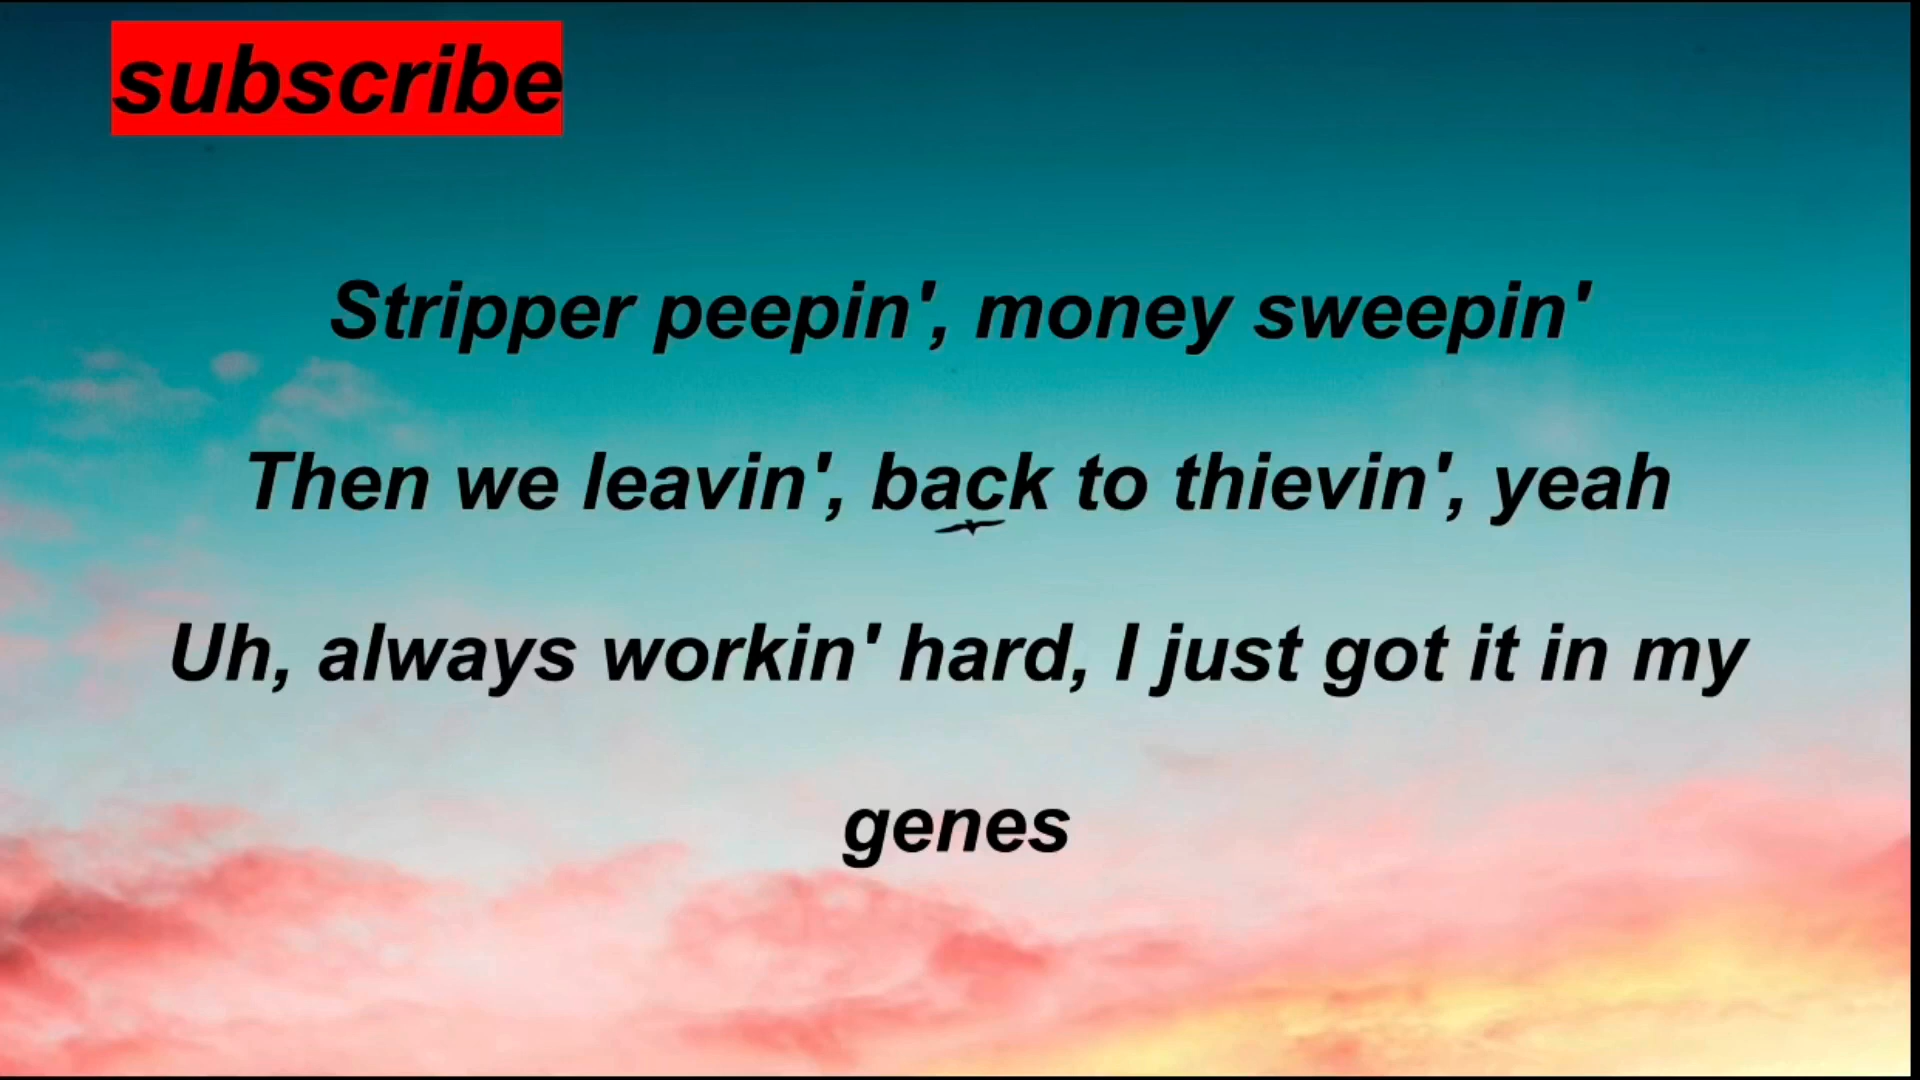 subscribe
Stripper peepin', money sweepin'
Then we leavin', back to thievin', yeah
Uh, always workin' hard, I just got it in my
genes